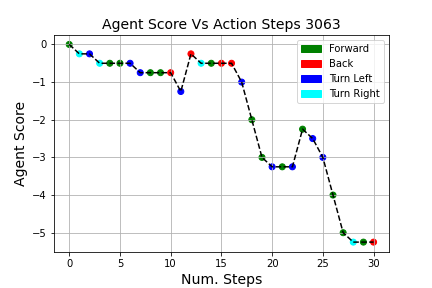 Agent Score Vs Action Steps 3063
Agent Score
0
−1
−2
−3
−4
−5
Forward
Back
Turn Left
Turn Right
0 5 10 15 20 25 30
Num. Steps